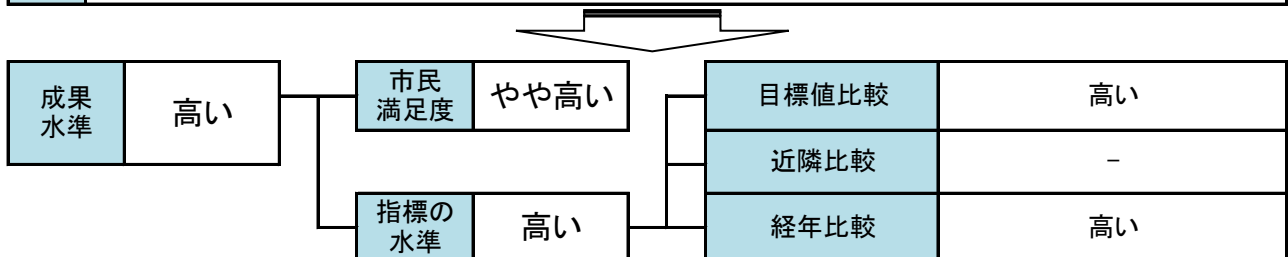 成果
水準
高い
市民
満足度
やや高い
指標の
水準
高い
目標値比較
高い
近隣比較
−
経年比較
高い